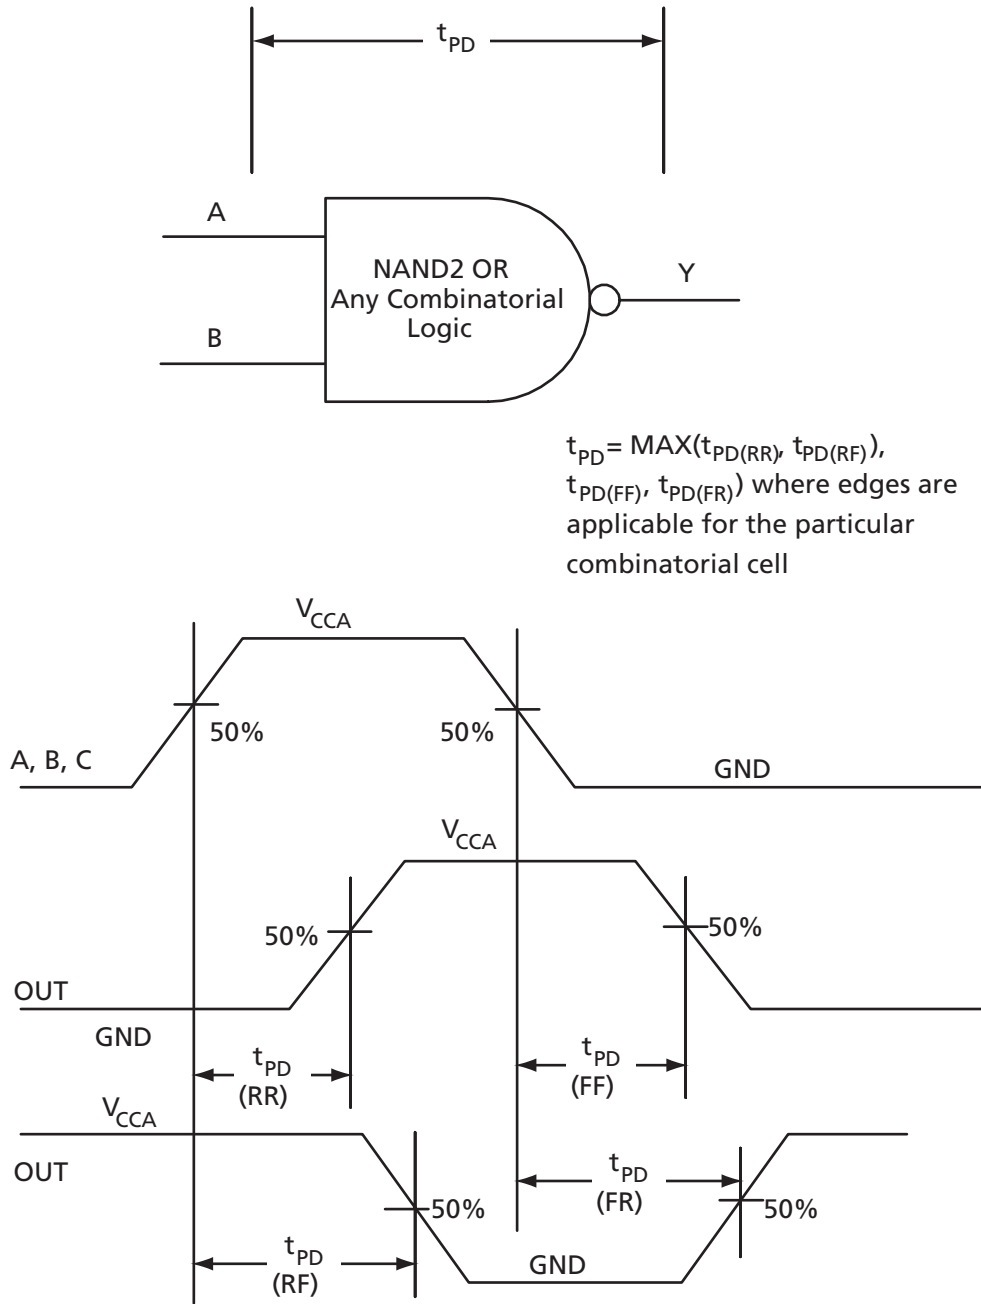 tPD
A
NAND2 OR
Any Combinatorial
Logic
Y
B
tPD= MAX(tPD(RR), tPD(RF)),
tPD(FF), tPD(FR)) where edges are
applicable for the particular
combinatorial cell
VCCA
50%
50%
A, B, C
GND
VCCA
50%
50%
OUT
GND
tPD
(RR)
tPD
(FF)
VCCA
OUT
tPD
(FR)
50%
50%
tPD
(RF)
GND